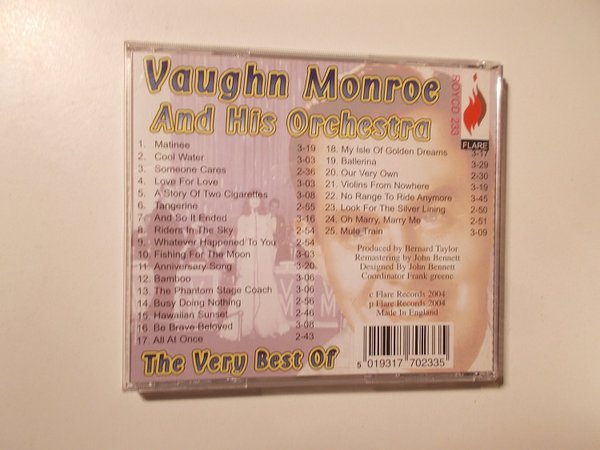 Vaughn Monroe
And His Orchestra
ROYCD 233
FLARE
1. Matinee 3-19
2. Cool Water 3-03
3. Someone Cares 2-36
4. Love For Love 3-03
5. A Story Of Two Cigarettes 3-08
6. Tangerine 2-55
7. And So It Ended 3-16
8. Riders In The Sky 2-54
9. Whatever Happened To You 2-54
10. Fishing For The Moon 3-03
11. Anniversary Song 3-20
12. Bamboo 3-06
13. The Phantom Stage Coach 3-06
14. Busy Doing Nothing 2-56
15. Hawaiian Sunset 2-46
16. Be Brave Beloved 3-08
17. All At Once 2-43
18. My Isle Of Golden Dreams 3-17
19. Ballerina 3-29
20. Our Very Own 2-30
21. Violins From Nowhere 3-19
22. No Range To Ride Anymore 3-45
23. Look For The Silver Lining 2-50
24. Oh Marry, Marry Me 2-51
25. Mule Train 3-09
Produced by Bernard Taylor
Remastering by John Bennett
Designed By John Bennett
Coordinator Frank greene
c Flare Records 2004
p Flare Records 2004
Made In England
5 019317 702335
The Very Best Of